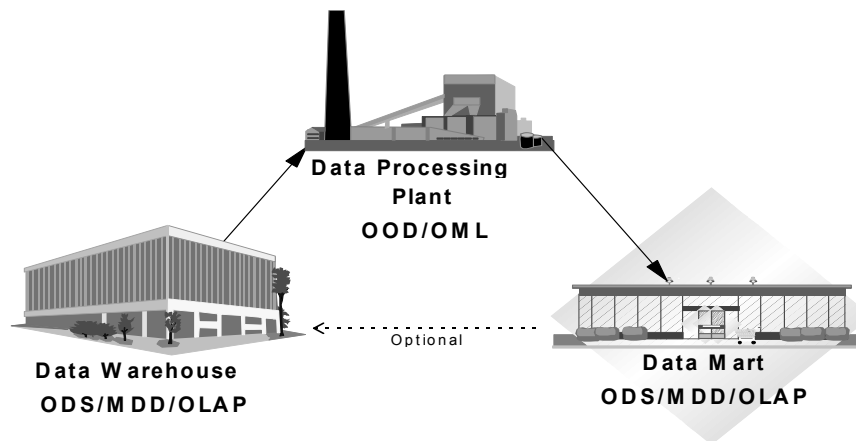 Data Processing
Plant
OOD/OML
Optional
Data Warehouse
ODS/MDD/OLAP
Data Mart
ODS/MDD/OLAP